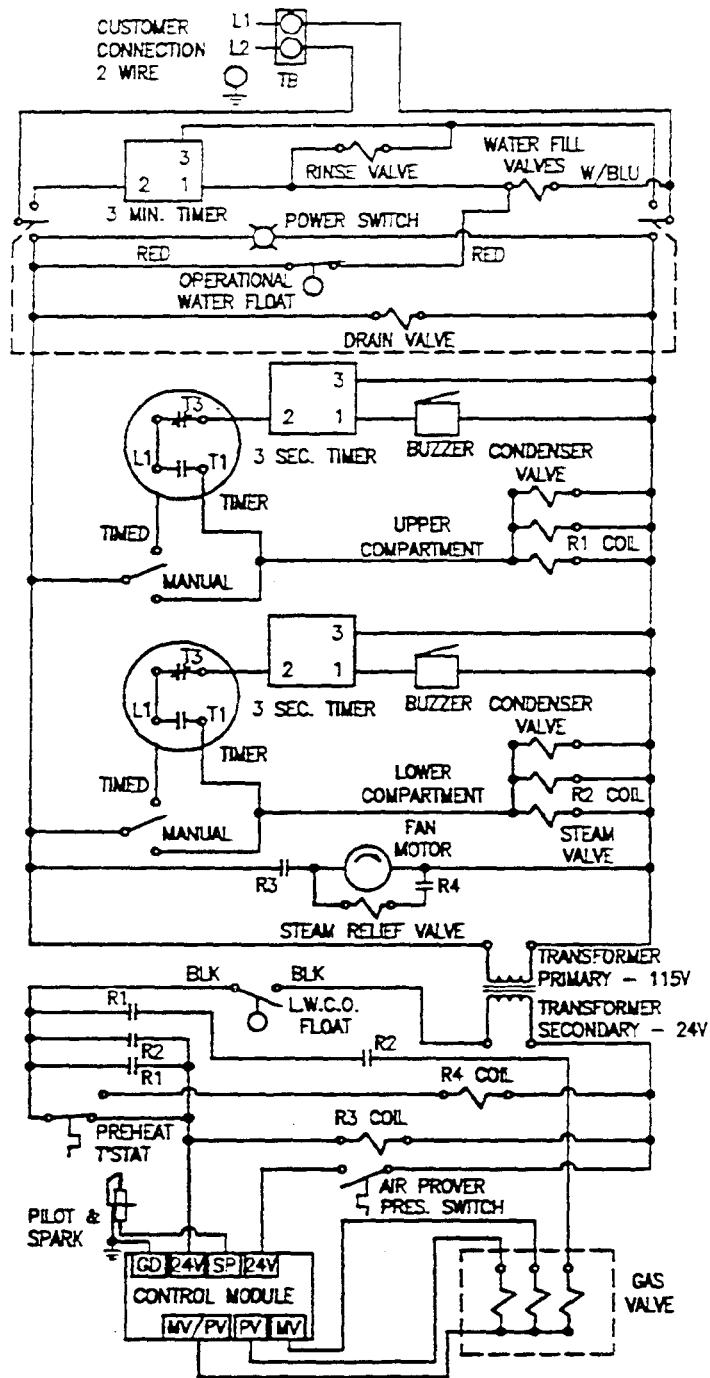 CUSTOMER
CONNECTION
2 WIRE
L1
L2
TB
3
2 1
3 MIN. TIMER
RINSE VALVE
WATER FILL
VALVES
W/BLU
POWER SWITCH
RED
RED
OPERATIONAL
WATER FLOAT
DRAIN VALVE
T3
L1
T1
TIMER
3
2 1
3 SEC. TIMER
BUZZER
CONDENSER
VALVE
TIMED
MANUAL
UPPER
COMPARTMENT
R1 COIL
T3
L1
T1
TIMER
3
2 1
3 SEC. TIMER
BUZZER
CONDENSER
VALVE
TIMED
MANUAL
LOWER
COMPARTMENT
R2 COIL
STEAM
VALVE
FAN
MOTOR
R3
R4
STEAM RELIEF VALVE
TRANSFORMER
PRIMARY - 115V
TRANSFORMER
SECONDARY - 24V
BLK
BLK
L.W.C.O.
FLOAT
R1
R2
R2
R1
R4 COIL
PREHEAT
T'STAT
R3 COIL
AIR PROVER
PRES. SWITCH
PILOT &
SPARK
GD 24V SP 24V
CONTROL MODULE
MV/PV PV MV
GAS
VALVE